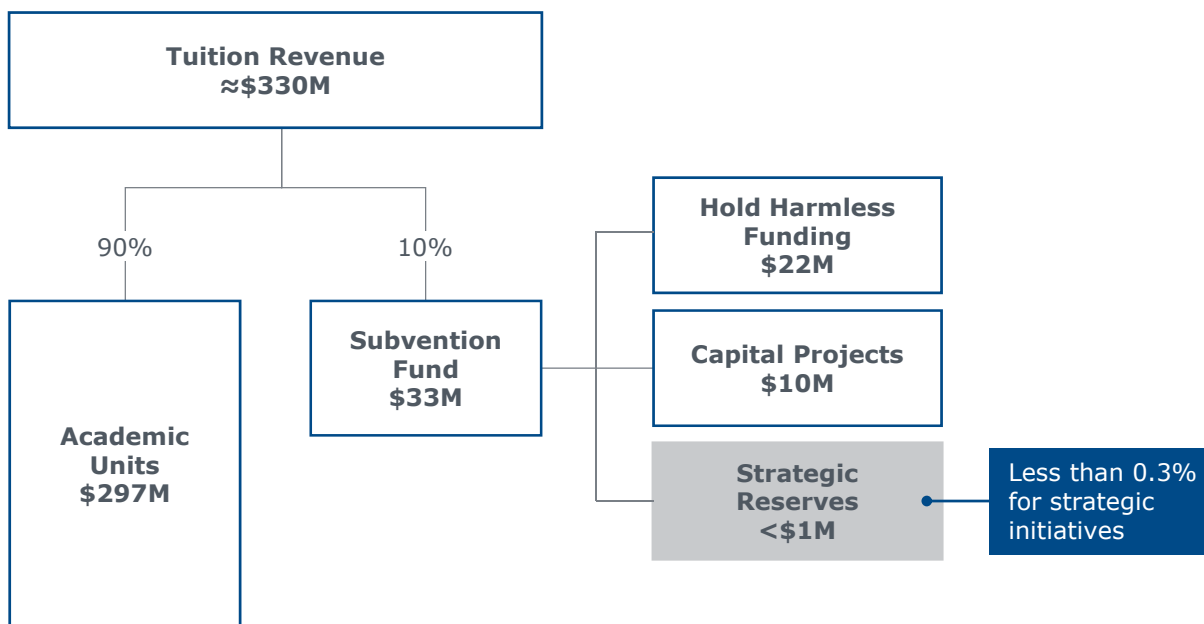 Tuition Revenue
≈$330M
90%
10%
Academic
Units
$297M
Subvention
Fund
$33M
Hold Harmless
Funding
$22M
Capital Projects
$10M
Strategic
Reserves
<$1M
Less than 0.3%
for strategic
initiatives